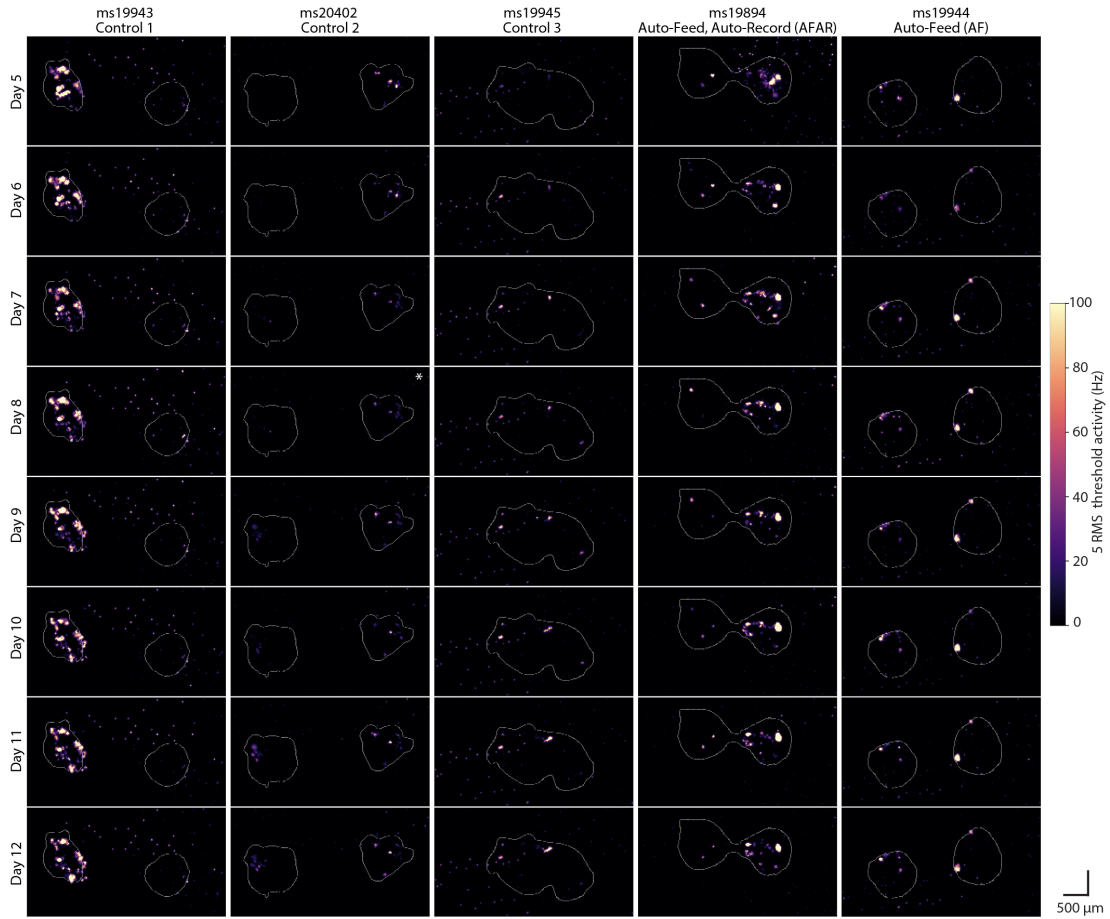 ms19943
Control 1
ms20402
Control 2
ms19945
Control 3
ms19894
Auto-Feed, Auto-Record (AFAR)
ms19944
Auto-Feed (AF)
Day 5
Day 6
Day 7
Day 8
*
Day 9
Day 10
Day 11
Day 12
100
80
60
40
20
0
5 RMS threshold activity (Hz)
500 μm